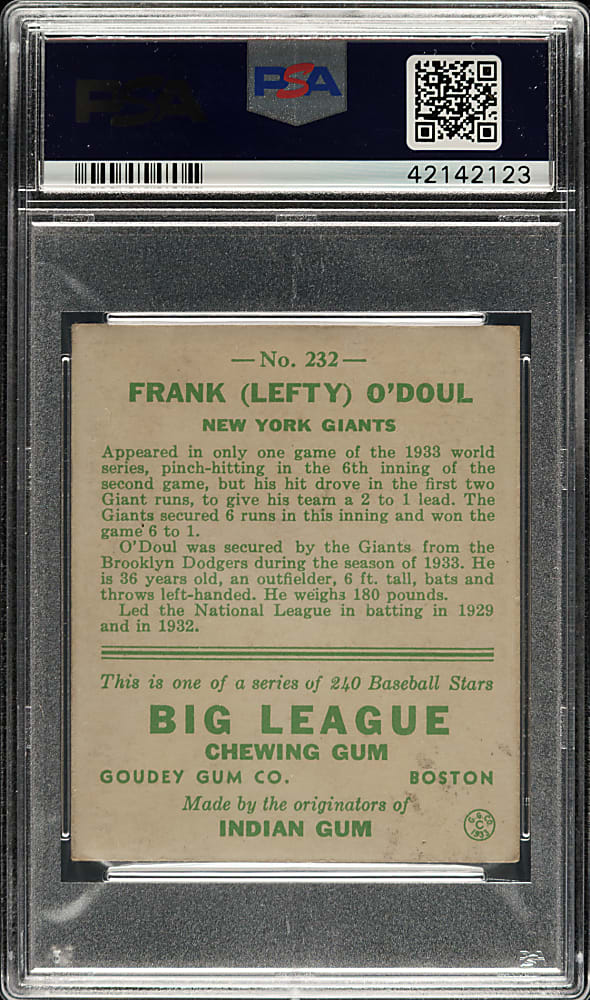 PSA
PSA
42142123
—No. 232—
FRANK (LEFTY) O'DOUL
NEW YORK GIANTS
Appeared in only one game of the 1933 world
series, pinch-hitting in the 6th inning of the
second game, but his hit drove in the first two
Giant runs, to give his team a 2 to 1 lead. The
Giants secured 6 runs in this inning and won the
game 6 to 1.
O'Doul was secured by the Giants from the
Brooklyn Dodgers during the season of 1933. He
is 36 years old, an outfielder, 6 ft. tall, bats and
throws left-handed. He weighs 180 pounds.
Led the National League in batting in 1929
and in 1932.
This is one of a series of 240 Baseball Stars
BIG LEAGUE
CHEWING GUM
GOUDEY GUM CO. BOSTON
Made by the originators of
INDIAN GUM
G. G. CO.
C
1933
PSA